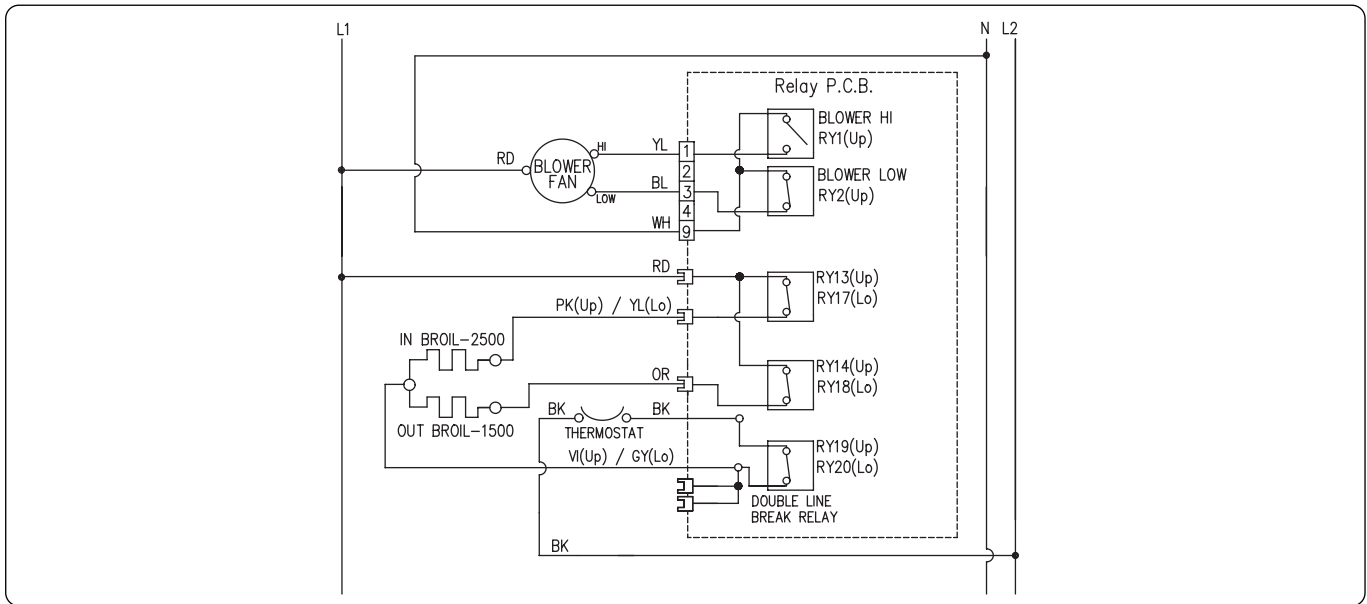 L1
N L2
Relay P.C.B.
BLOWER HI
RY1(Up)
HI
YL
1
RD
BLOWER
FAN
2
BLOWER LOW
RY2(Up)
BL
3
LOW
4
WH
9
RD
RY13(Up)
RY17(Lo)
PK(Up) / YL(Lo)
IN BROIL-2500
RY14(Up)
RY18(Lo)
OR
BK
BK
OUT BROIL-1500
THERMOSTAT
RY19(Up)
RY20(Lo)
VI(Up) / GY(Lo)
DOUBLE LINE
BREAK RELAY
BK